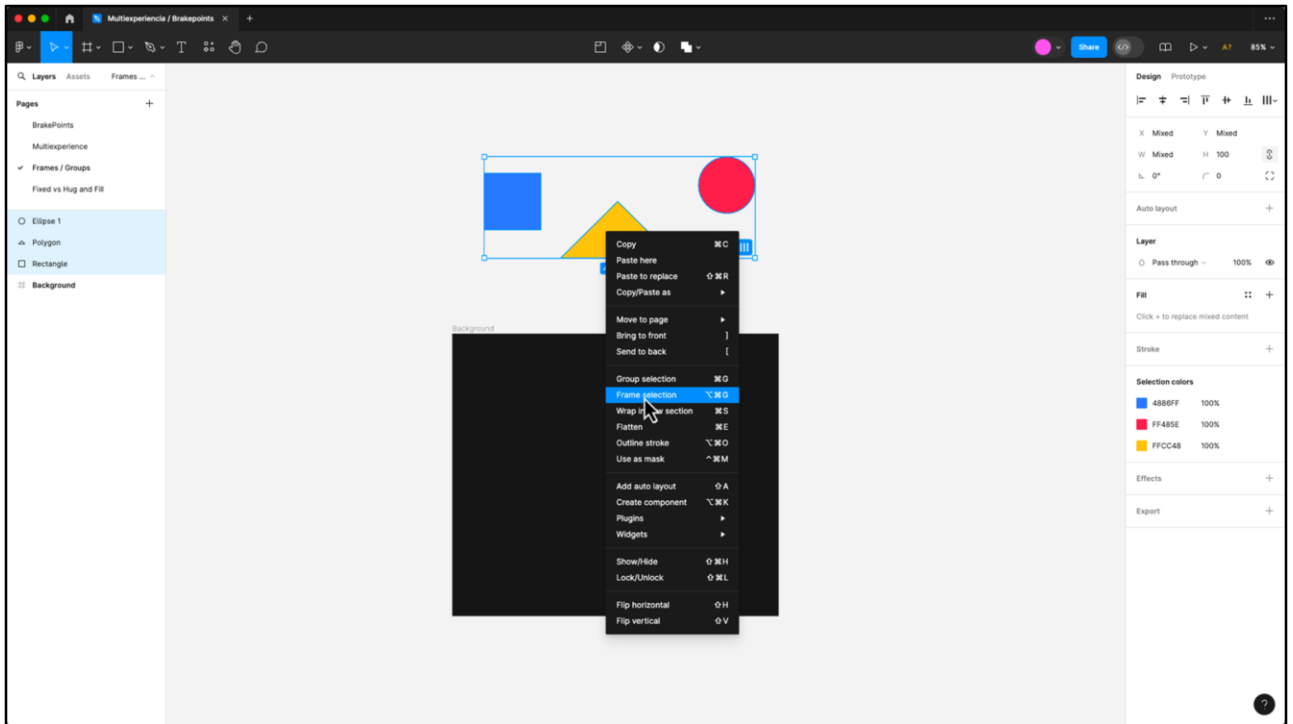 Multiexperiencia / Brakepoints
Share
A?
85%
Layers Assets Frames ...
Pages
BrakePoints
Multiexperience
Frames / Groups
Fixed vs Hug and Fill
Ellipse 1
Polygon
Rectangle
Background
Background
Copy ⌘C
Paste here
Paste to replace ⇧⌘R
Copy/Paste as
Move to page
Bring to front ]
Send to back [
Group selection ⌘G
Frame selection ⌥⌘G
Wrap in section ⌘S
Flatten ⌘E
Outline stroke ⌥⌘O
Use as mask ^⌘M
Add auto layout ⇧A
Create component ⌥⌘K
Plugins
Widgets
Show/Hide ⇧⌘H
Lock/Unlock ⇧⌘L
Flip horizontal ⇧H
Flip vertical ⇧V
Design Prototype
X Mixed Y Mixed
W Mixed H 100
0° 0
Auto layout
Layer
Pass through 100%
Fill
Click + to replace mixed content
Stroke
Selection colors
4886FF 100%
FF485E 100%
FFCC48 100%
Effects
Export
?